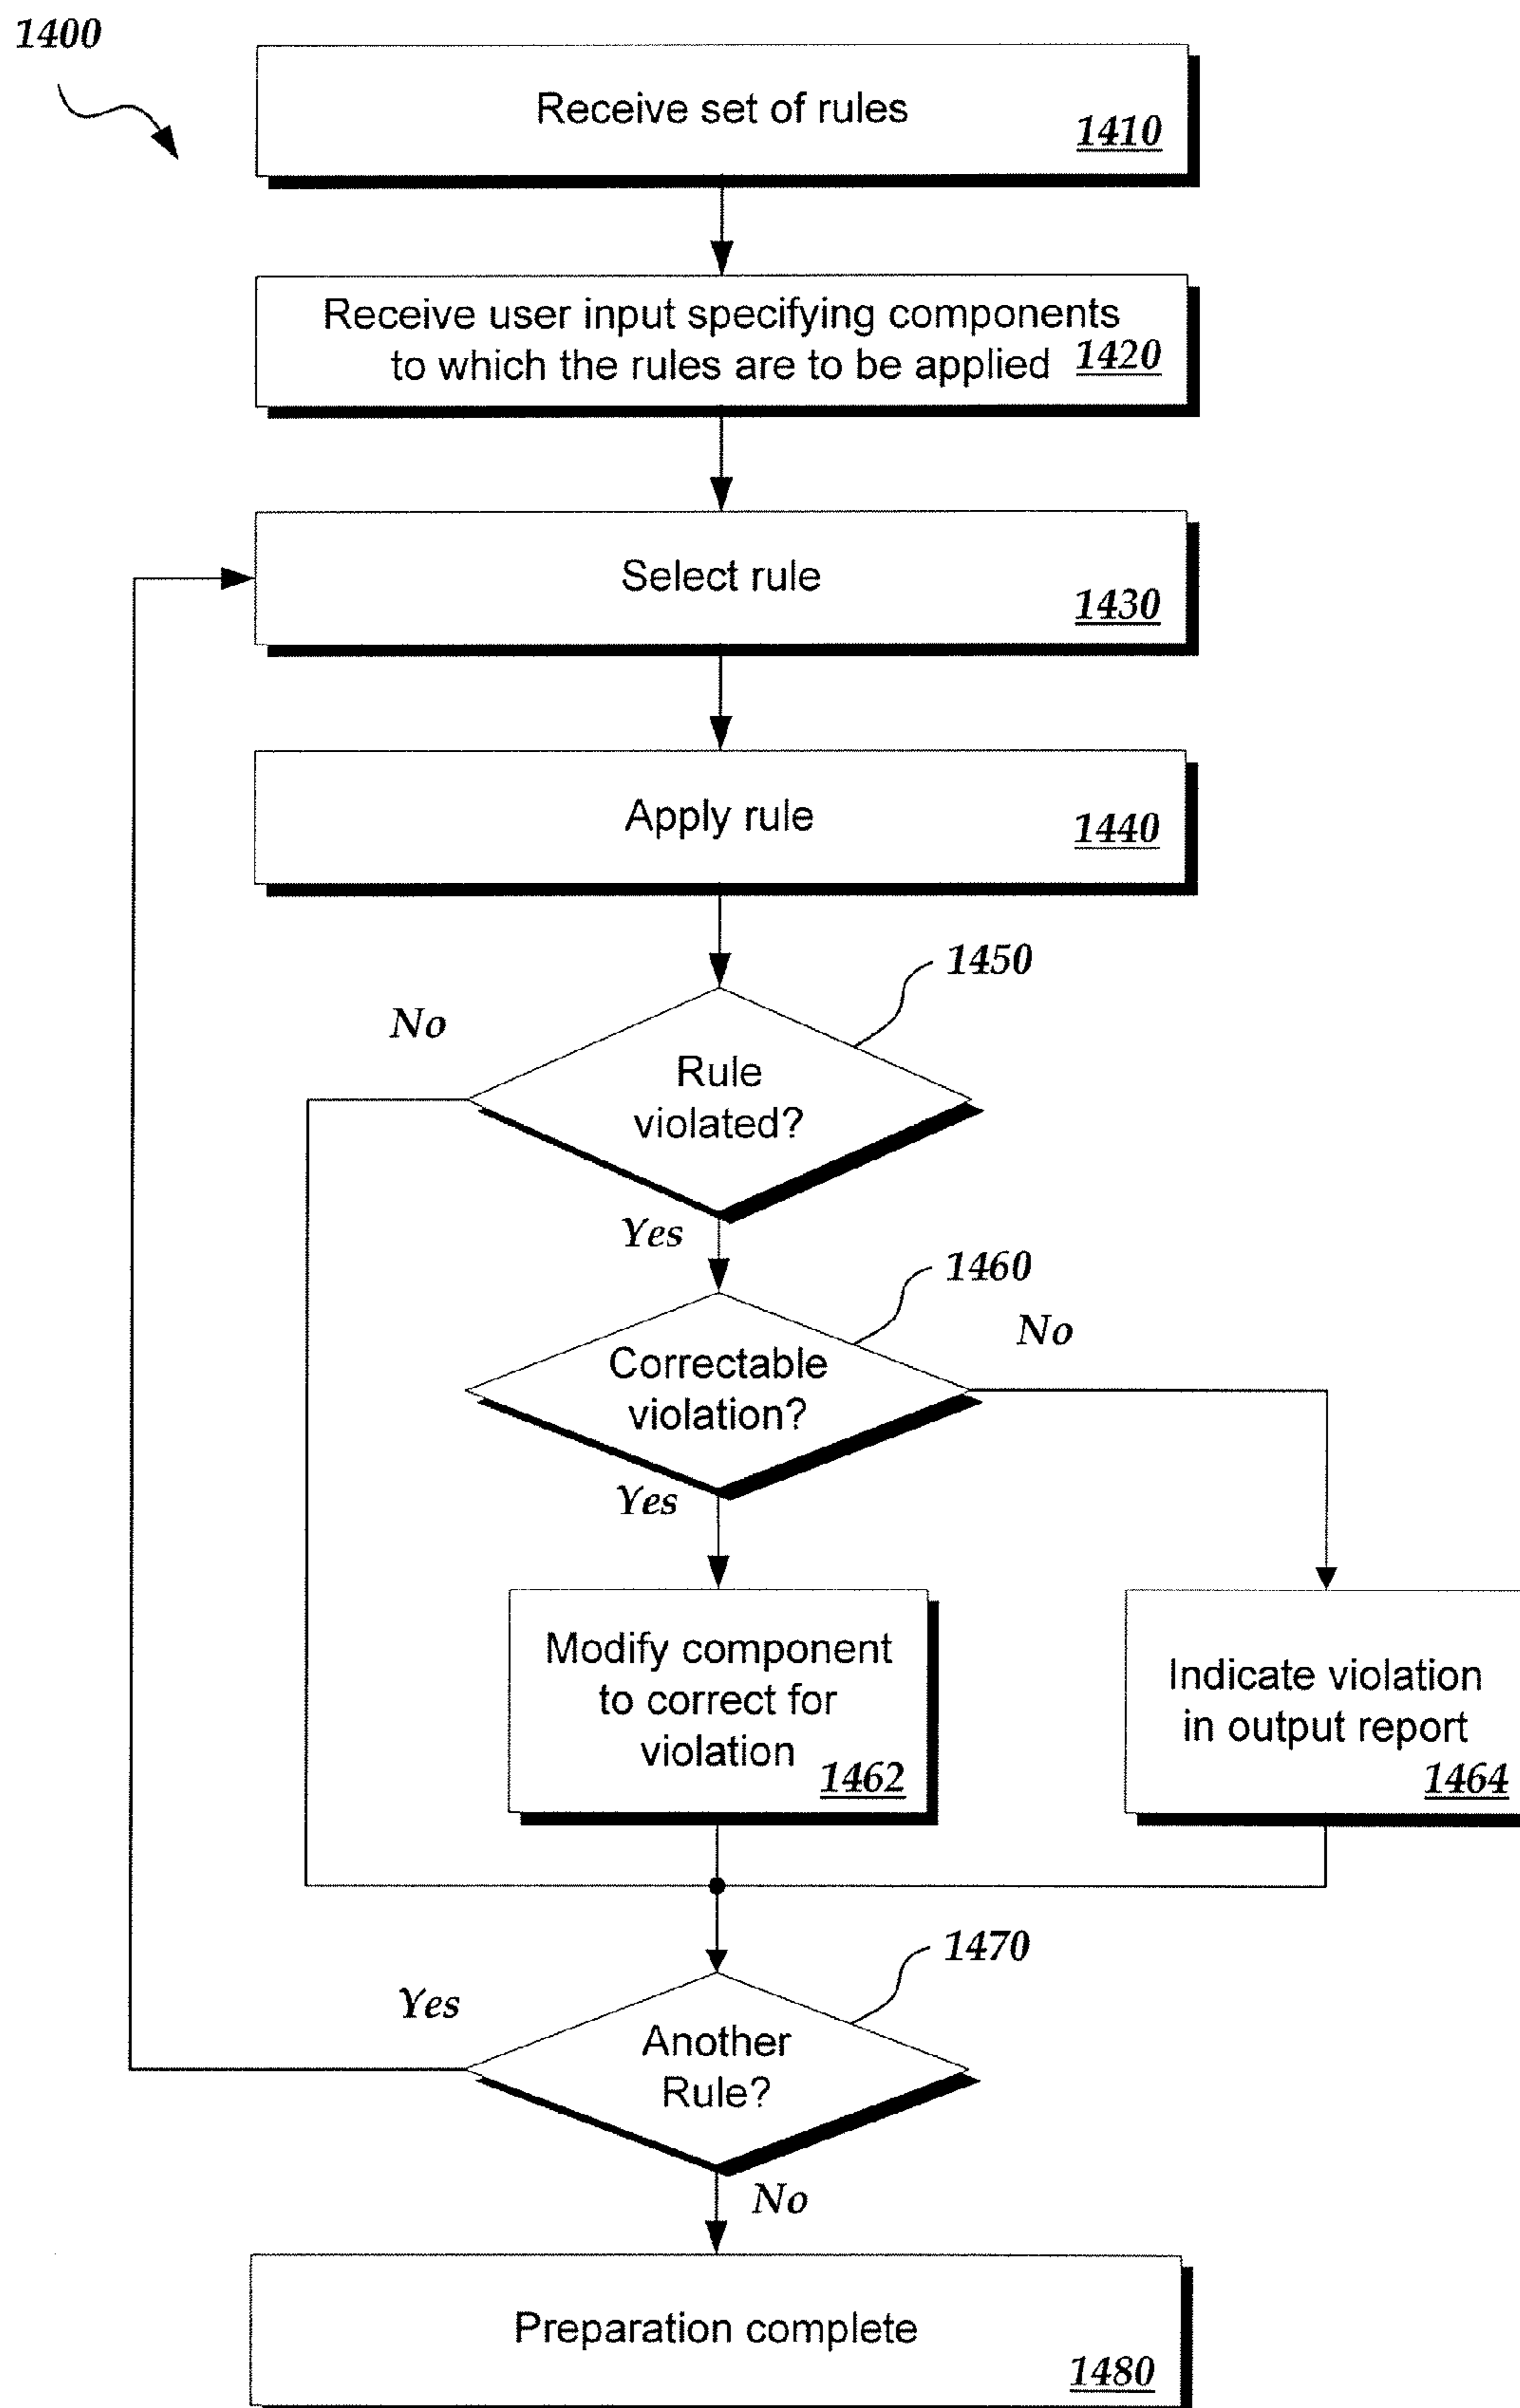 1400
Receive set of rules
1410
Receive user input specifying components
to which the rules are to be applied 1420
Select rule
1430
Apply rule
1440
1450
No
Rule
violated?
Yes
1460
No
Correctable
violation?
Yes
Modify component
to correct for
violation
1462
Indicate violation
in output report
1464
1470
Yes
Another
Rule?
No
Preparation complete
1480